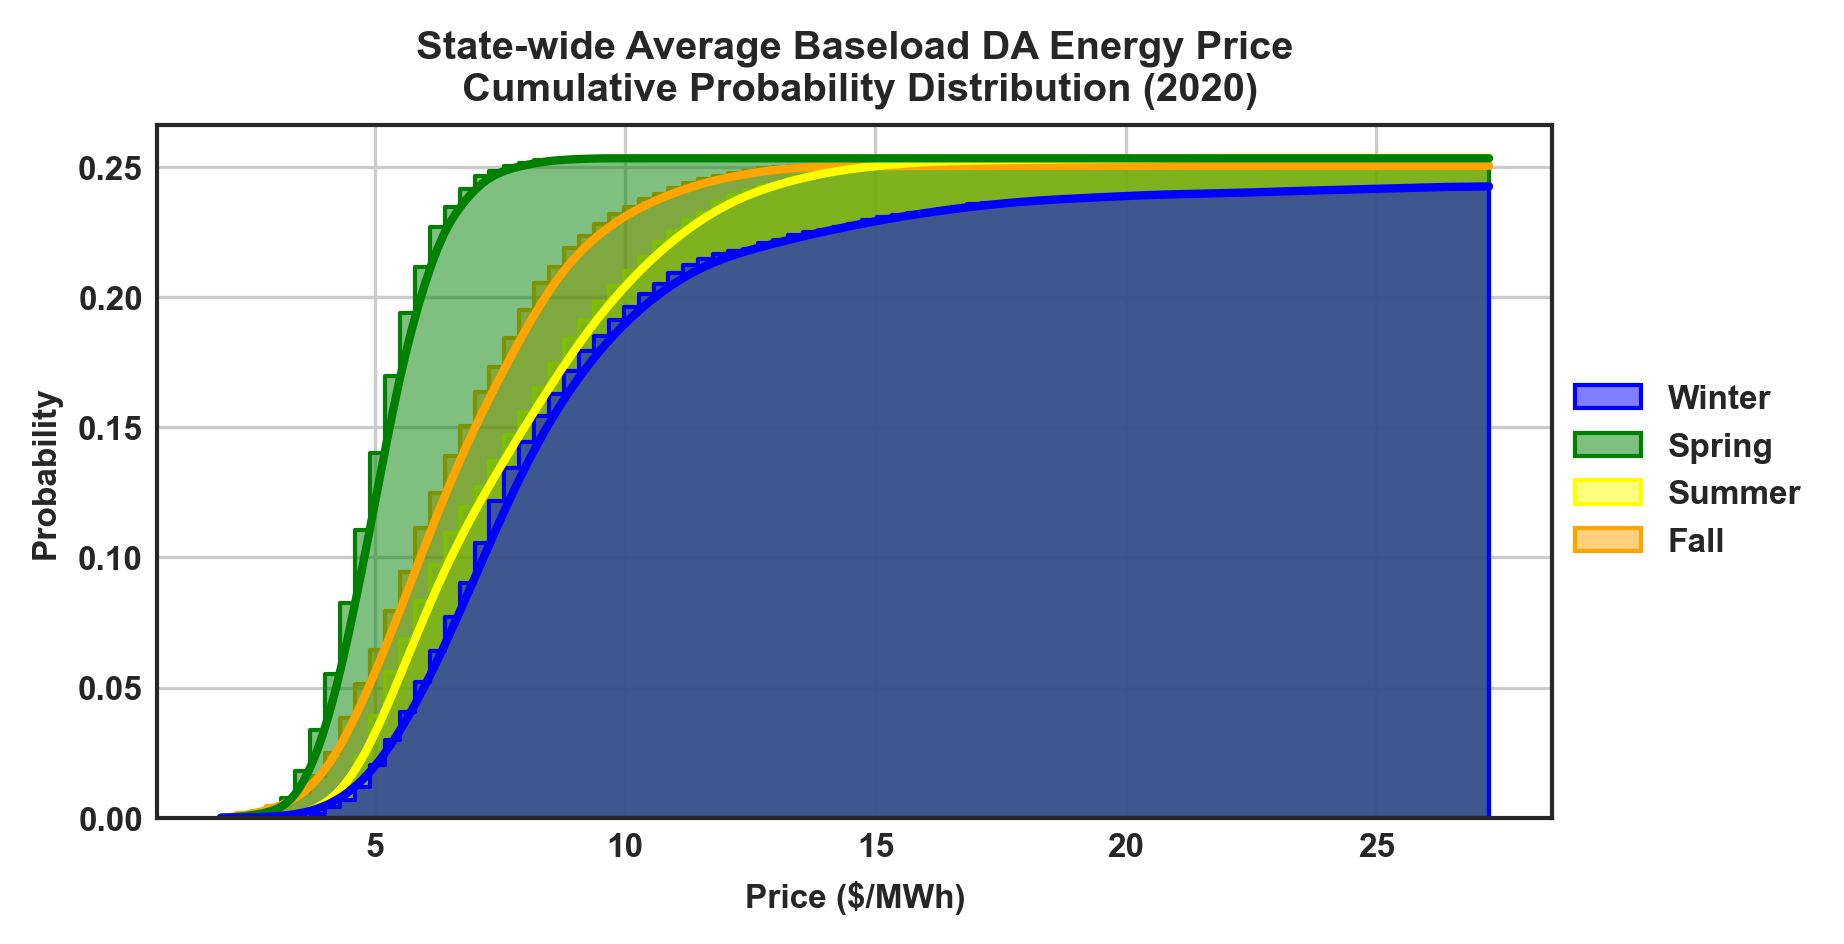 State-wide Average Baseload DA Energy Price
Cumulative Probability Distribution (2020)
0.25
0.20
0.15
0.10
0.05
0.00
Probability
5
10
15
20
25
Price ($/MWh)
Winter
Spring
Summer
Fall